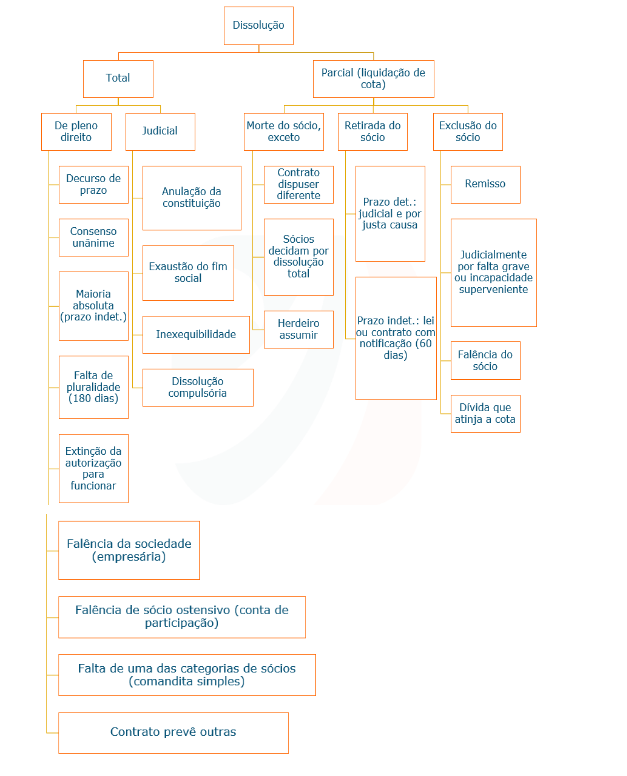 Dissolução
Total
Parcial (liquidação de
cota)
De pleno
direito
Judicial
Morte do sócio,
exceto
Retirada do
sócio
Exclusão do
sócio
Decurso de
prazo
Consenso
unânime
Maioria
absoluta
(prazo indet.)
Falta de
pluralidade
(180 dias)
Extinção da
autorização
para
funcionar
Falência da sociedade
(empresária)
Falência de sócio ostensivo (conta de
participação)
Falta de uma das categorias de sócios
(comandita simples)
Contrato prevê outras
Anulação da
constituição
Exaustão do fim
social
Inexequibilidade
Dissolução
compulsória
Contrato
dispuser
diferente
Sócios
decidam por
dissolução
total
Herdeiro
assumir
Prazo det.:
judicial e por
justa causa
Prazo indet.: lei
ou contrato com
notificação (60
dias)
Remisso
Judicialmente
por falta grave
ou incapacidade
superveniente
Falência do
sócio
Dívida que
atinja a cota